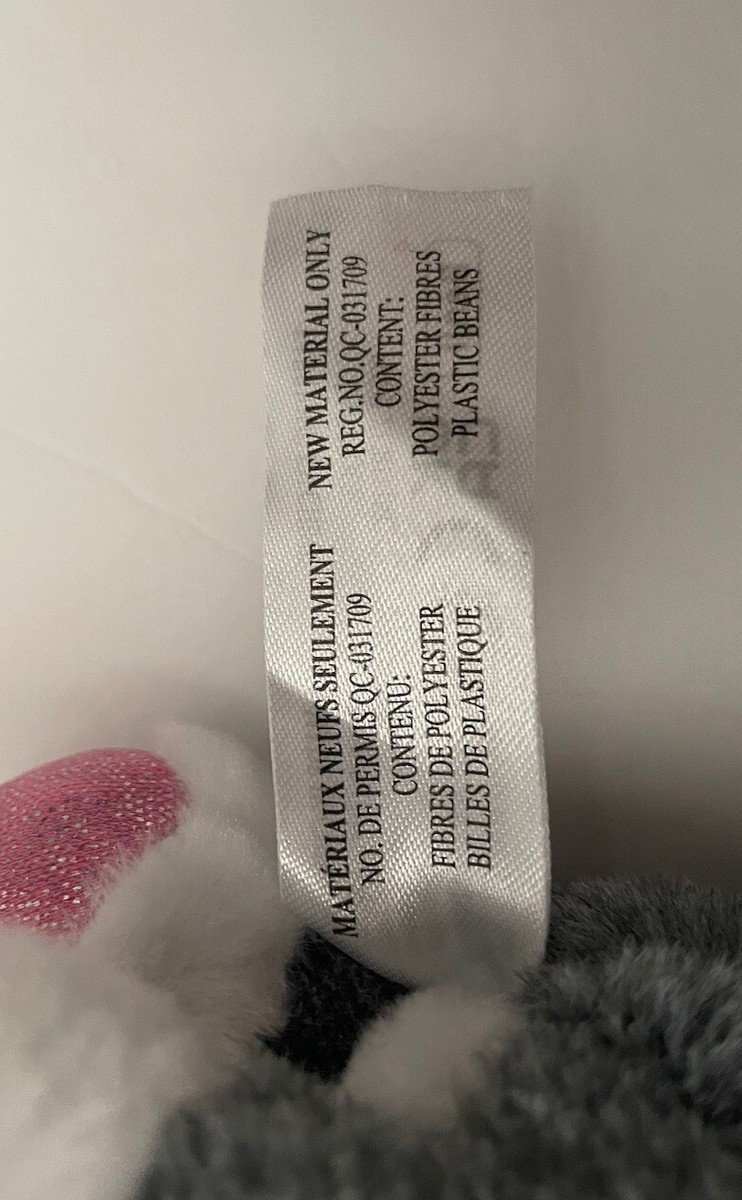 MATÉRIAUX NEUFS SEULEMENT
NO. DE PERMIS QC-031709
CONTENU:
FIBRES DE POLYESTER
BILLES DE PLASTIQUE
NEW MATERIAL ONLY
REG.NO.QC-031709
CONTENT:
POLYESTER FIBRES
PLASTIC BEANS